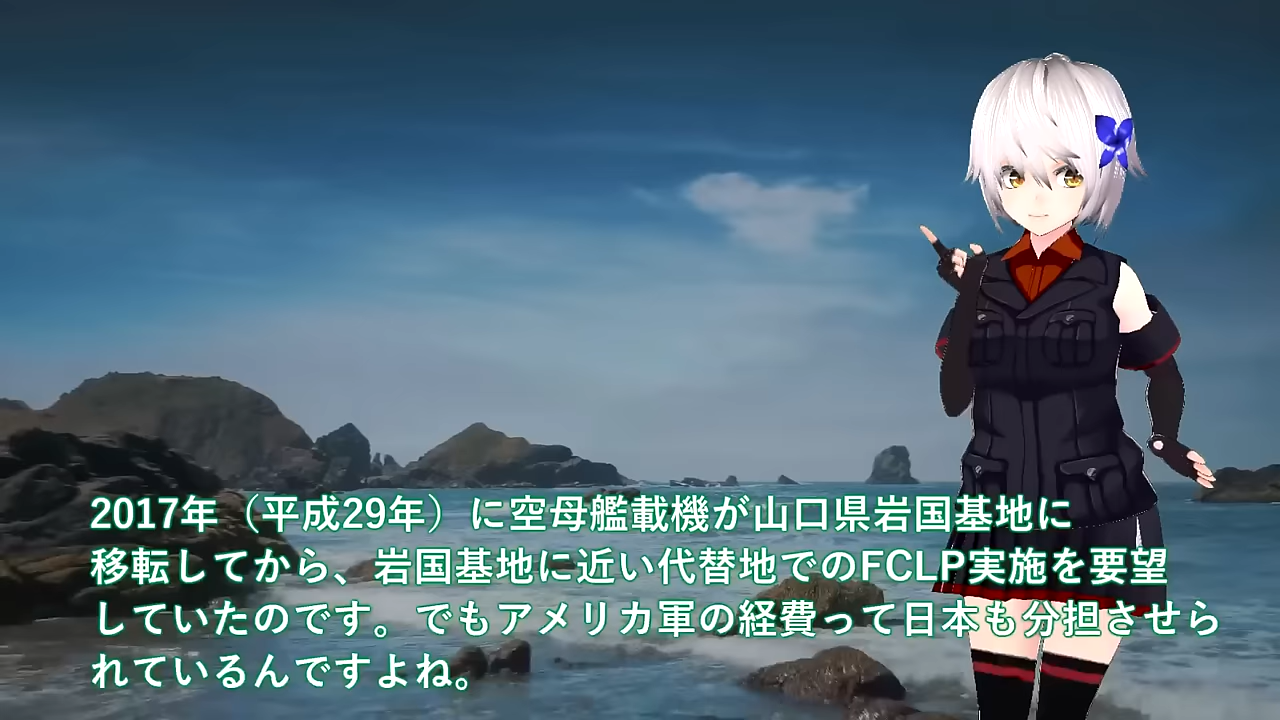 2017年（平成29年）に空母艦載機が山口県岩国基地に
移転してから、岩国基地に近い代替地でのFCLP実施を要望
していたのです。でもアメリカ軍の経費って日本も分担させら
れているんですよね。